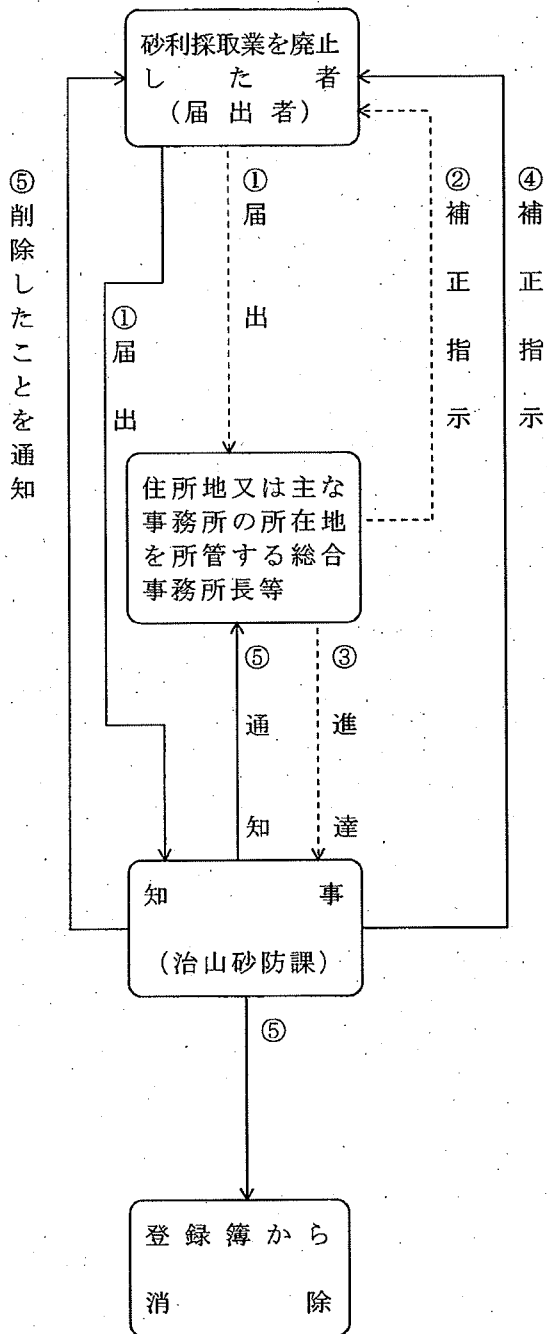 砂利採取業を廃止
した者
(届出者)
⑤削除したことを通知
①届出
①届出
②補正指示
④補正指示
住所地又は主な
事務所の所在地
を所管する総合
事務所長等
⑤通知
③進達
知事
(治山砂防課)
⑤
登録簿から
消除